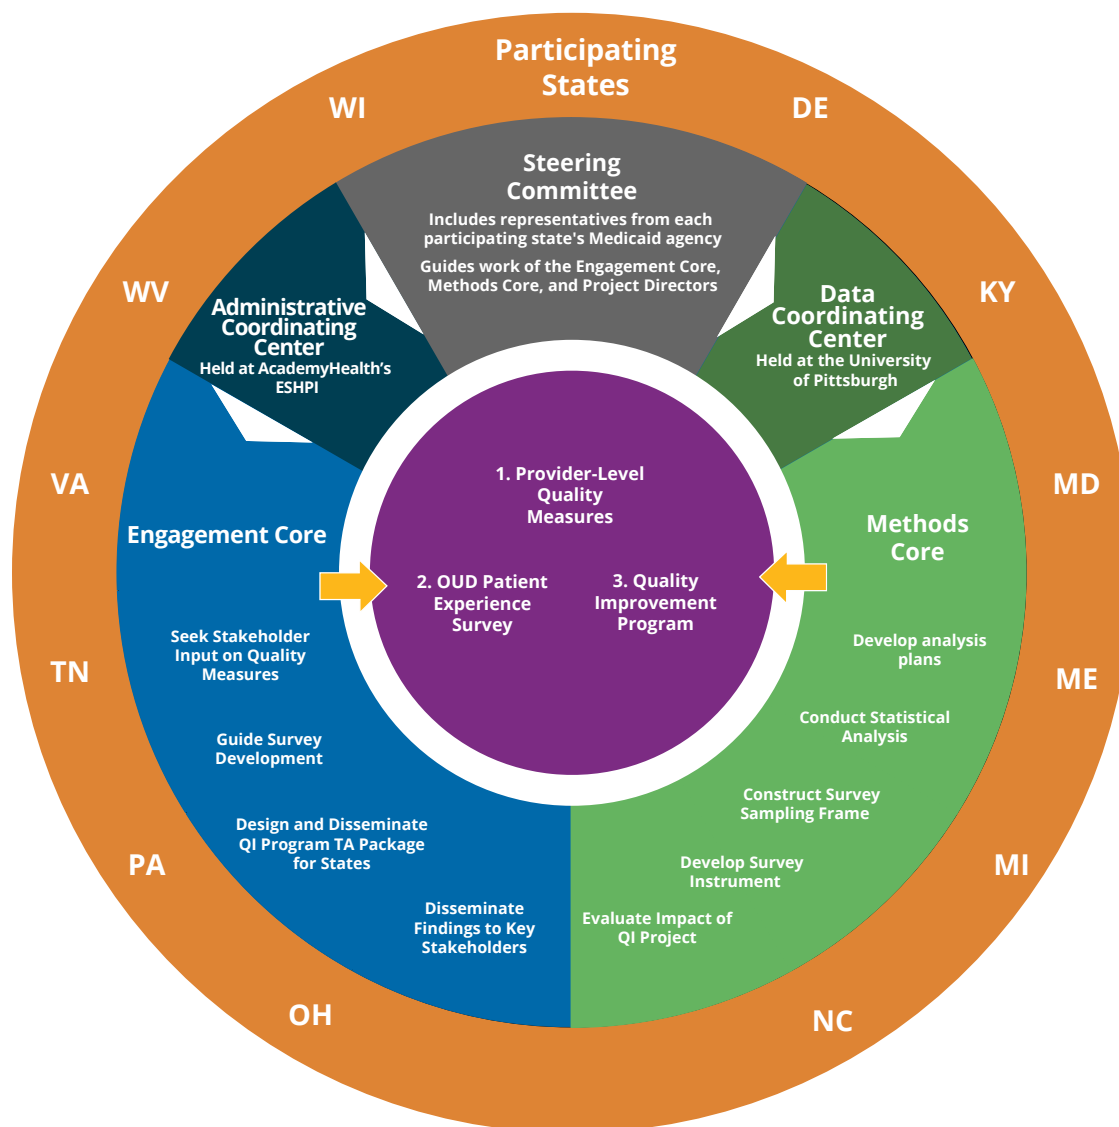 Participating
States
WI
DE
WV
KY
VA
MD
TN
ME
PA
MI
OH
NC
Steering
Committee
Includes representatives from each
participating state's Medicaid agency
Guides work of the Engagement Core,
Methods Core, and Project Directors
Administrative
Coordinating
Center
Held at AcademyHealth’s
ESHPI
Data
Coordinating
Center
Held at the University
of Pittsburgh
1. Provider-Level
Quality
Measures
2. OUD Patient
Experience
Survey
3. Quality
Improvement
Program
Engagement Core
Seek Stakeholder
Input on Quality
Measures
Guide Survey
Development
Design and Disseminate
QI Program TA Package
for States
Disseminate
Findings to Key
Stakeholders
Methods
Core
Develop analysis
plans
Conduct Statistical
Analysis
Construct Survey
Sampling Frame
Develop Survey
Instrument
Evaluate Impact of
QI Project